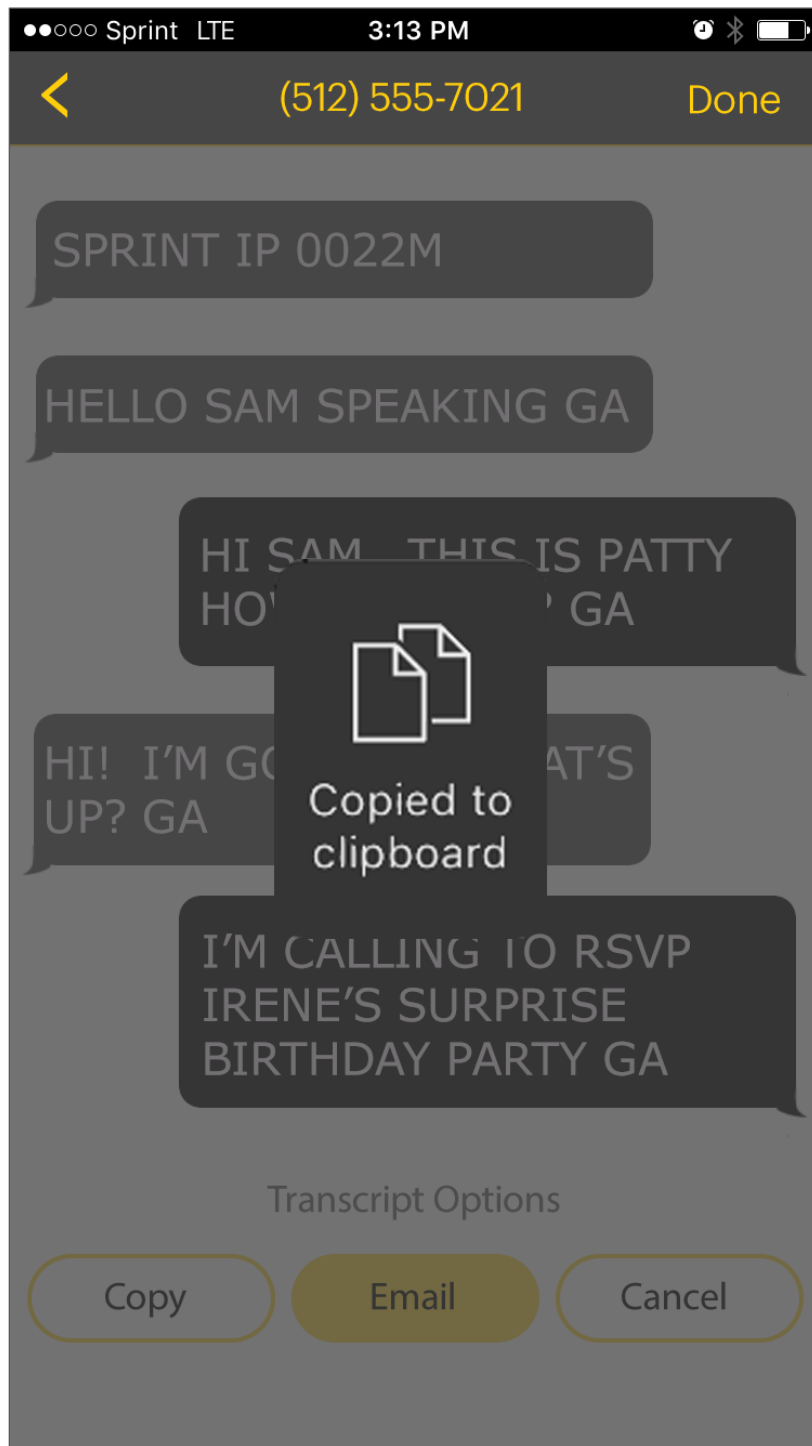 Sprint LTE 3:13 PM
(512) 555-7021 Done
SPRINT IP 0022M
HELLO SAM SPEAKING GA
HI SAM THIS IS PATTY
GA
HI! I'M
UP? GA
Copied to
clipboard
I'M CALLING TO RSVP
IRENE'S SURPRISE
BIRTHDAY PARTY GA
Transcript Options
Copy Email Cancel